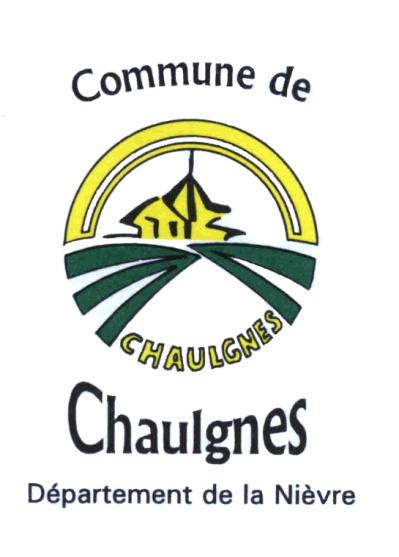 Commune de
CHAULGNES
Chaulgnes
Département de la Nièvre